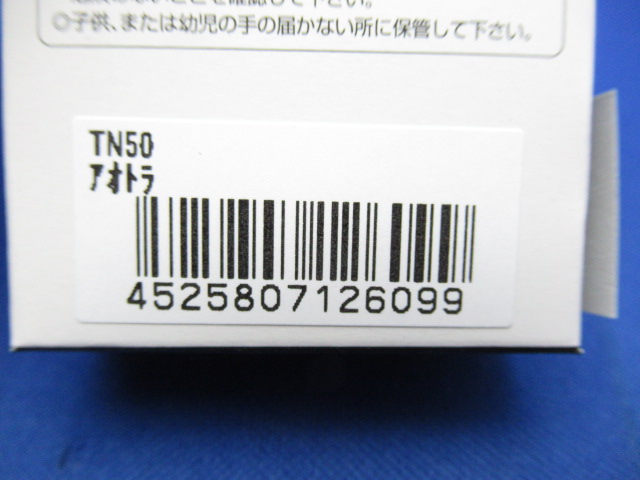 ◎子供、または幼児の手の届かない所に保管して下さい。
TN50
アオトラ
4525807126099